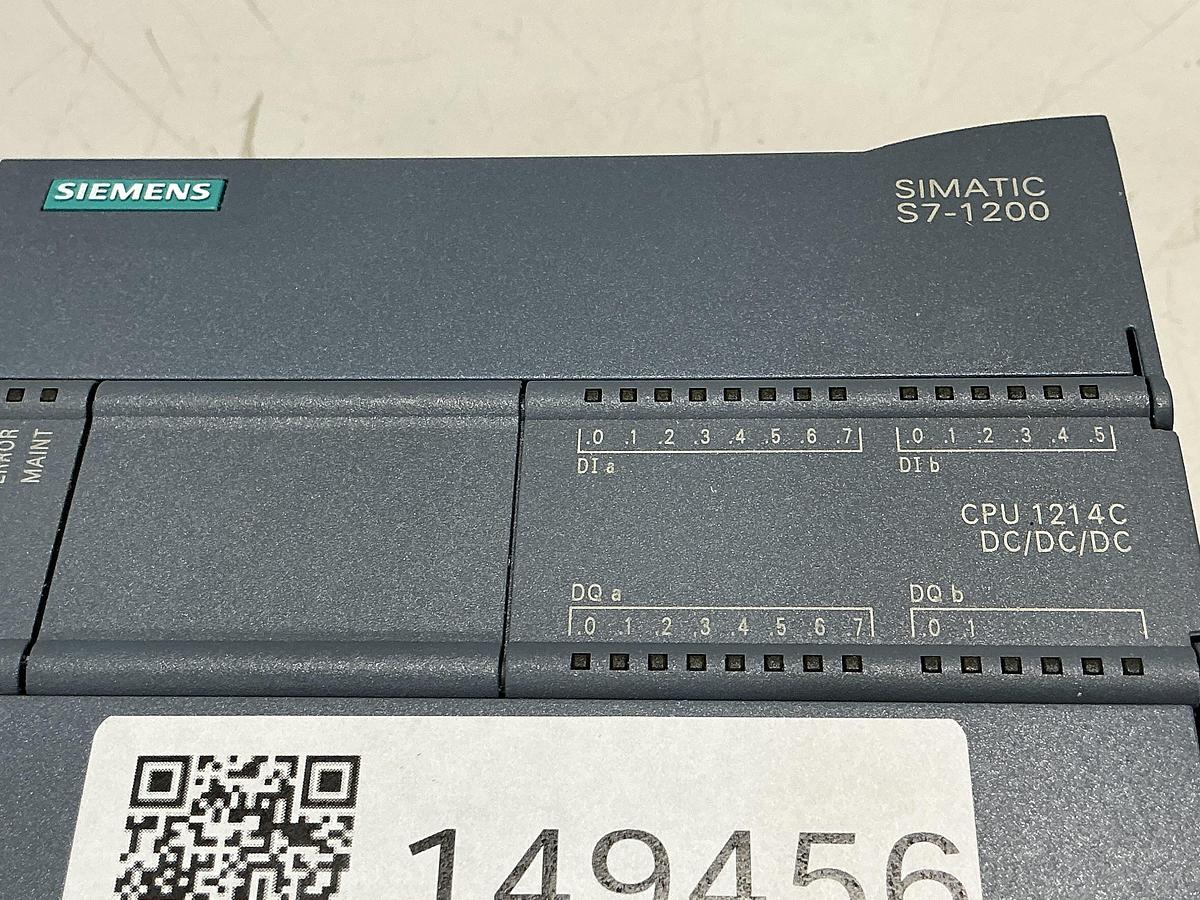 SIEMENS
SIMATIC
S7-1200
ERROR
MAINT
.0 .1 .2 .3 .4 .5 .6 .7
DI a
.0 .1 .2 .3 .4 .5
DI b
CPU 1214C
DC/DC/DC
DQ a
.0 .1 .2 .3 .4 .5 .6 .7
DQ b
.0 .1
149456